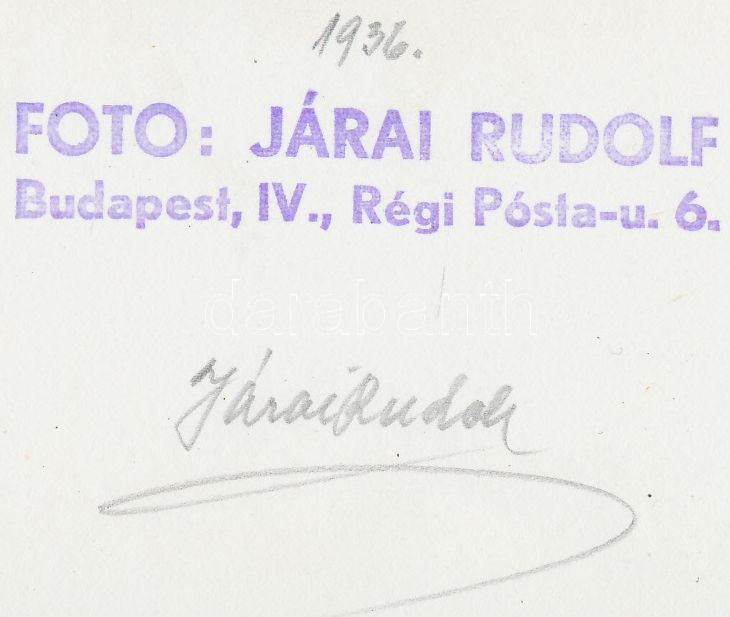 1936.
FOTO: JÁRAI RUDOLF
Budapest, IV., Régi Pósta-u. 6.
darabanth
Járai Rudolf